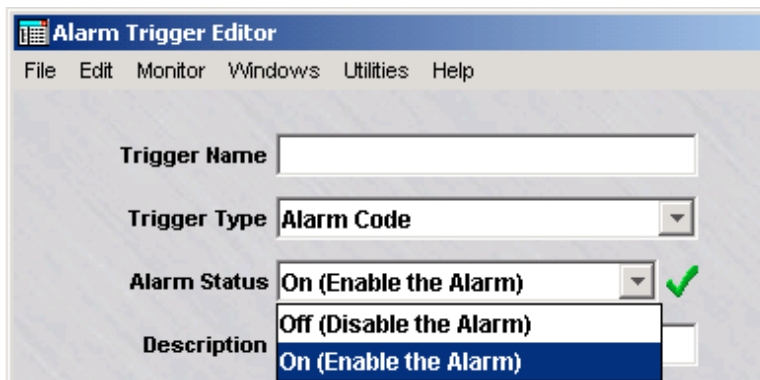 Alarm Trigger Editor
File Edit Monitor Windows Utilities Help
Trigger Name
Trigger Type Alarm Code
Alarm Status On (Enable the Alarm)
Off (Disable the Alarm)
Description
On (Enable the Alarm)